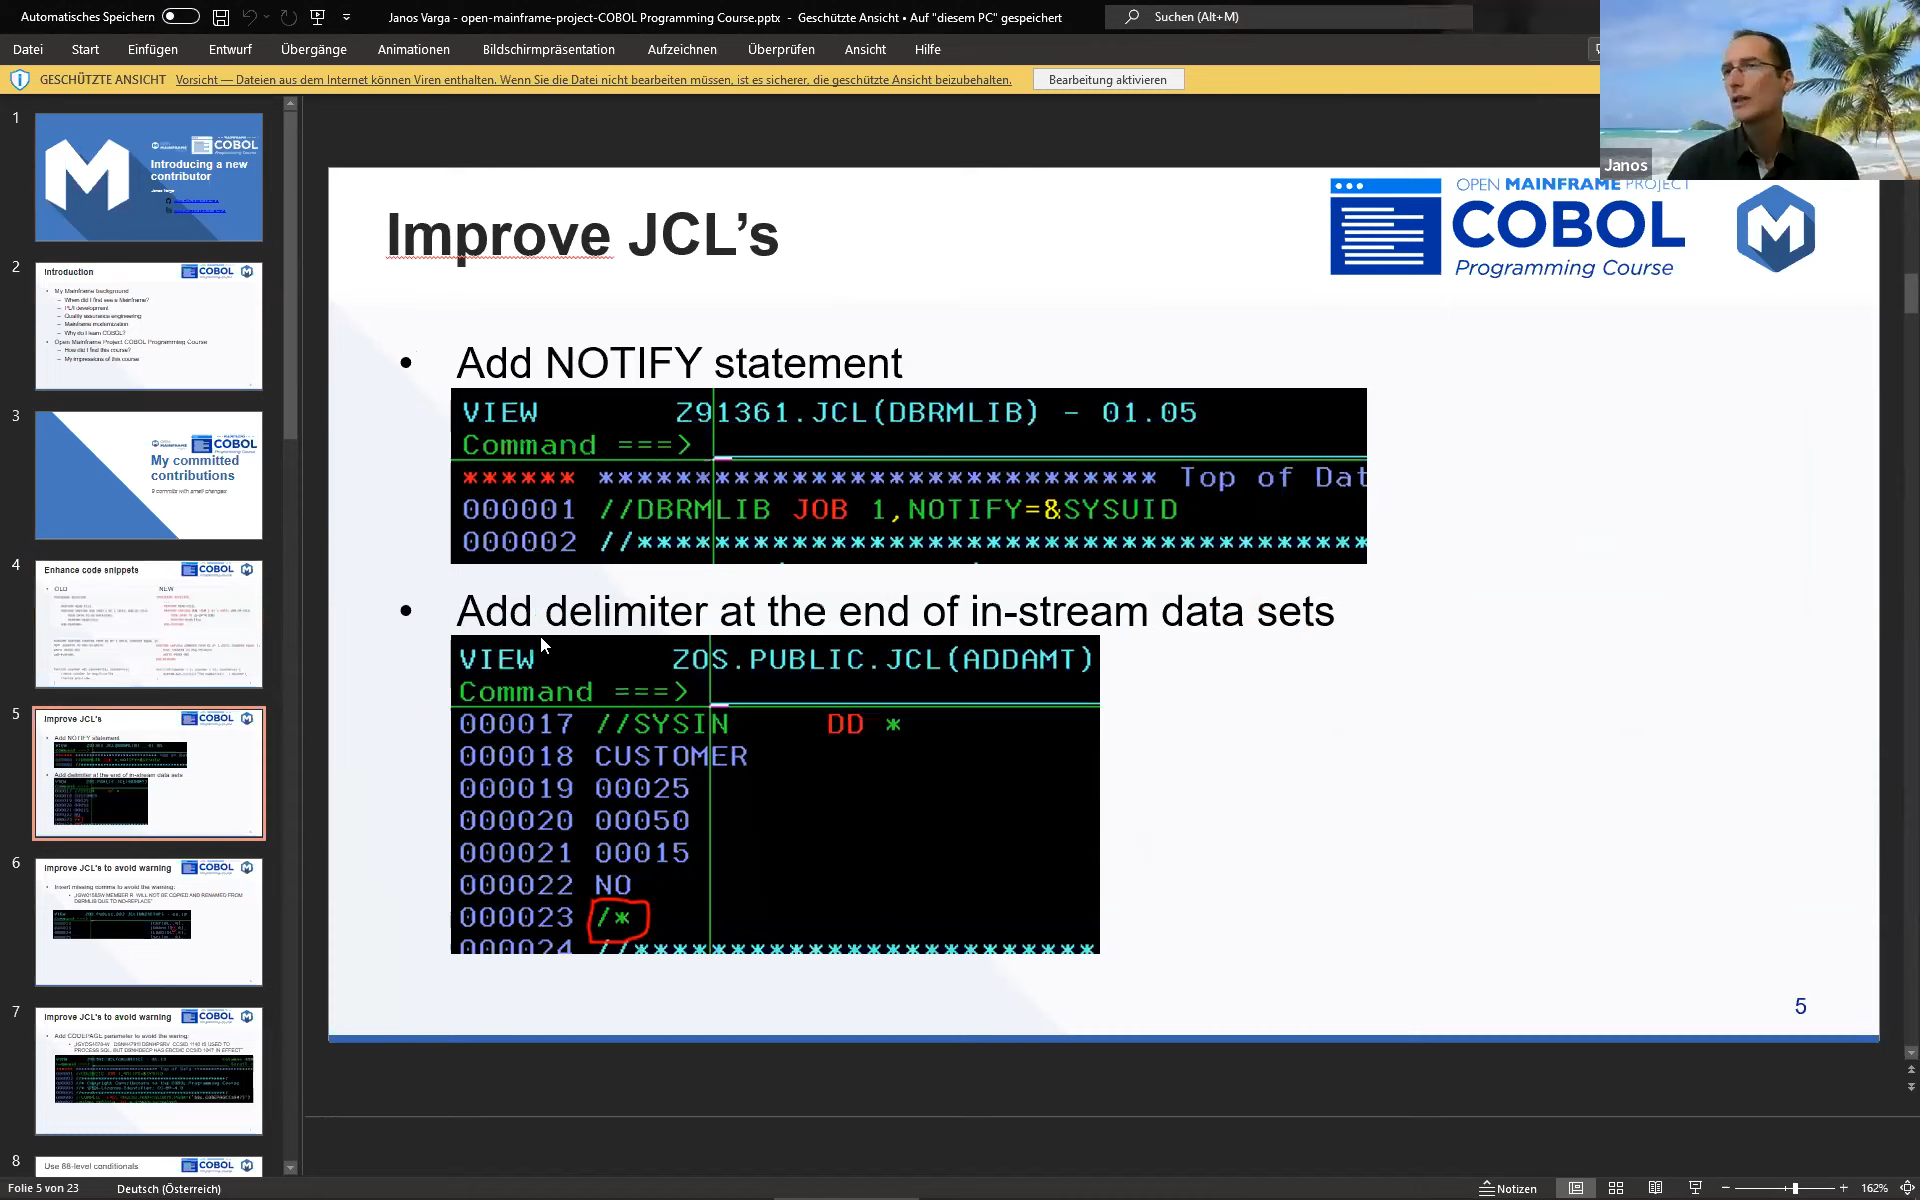 Automatisches Speichern
Janos Varga - open-mainframe-project-COBOL Programming Course.pptx - Geschützte Ansicht • Auf "diesem PC" gespeichert
Suchen (Alt+M)
Datei Start Einfügen Entwurf Übergänge Animationen Bildschirmpräsentation Aufzeichnen Überprüfen Ansicht Hilfe
GESCHÜTZTE ANSICHT Vorsicht — Dateien aus dem Internet können Viren enthalten. Wenn Sie die Datei nicht bearbeiten müssen, ist es sicherer, die geschützte Ansicht beizubehalten. Bearbeitung aktivieren
Janos
1
COBOL
Introducing a new
contributor
2
Introduction
COBOL
My Mainframe background
When did I first see a Mainframe?
PL/I development
Quality assurance engineering
Mainframe modernization
Why do I learn COBOL?
Open Mainframe Project COBOL Programming Course
How did I find this course?
My impressions of this course
3
COBOL
My committed
contributions
9 commits with small changes
4
Enhance code snippets
COBOL
OLD NEW
5
Improve JCL's
COBOL
Add NOTIFY statement
Add delimiter at the end of in-stream data sets
6
Improve JCL's to avoid warning
COBOL
Insert missing comma to avoid the warning:
7
Improve JCL's to avoid warning
COBOL
Add CODEPAGE parameter to avoid the warning:
8
Use 88-level conditionals
COBOL
Improve JCL’s
OPEN MAINFRAME PROJECT
COBOL
Programming Course
M
• Add NOTIFY statement
VIEW Z91361.JCL(DBRMLIB) - 01.05
Command ===>
****** ***************************** Top of Dat
000001 //DBRMLIB JOB 1,NOTIFY=&SYSUID
000002 //***************************************
• Add delimiter at the end of in-stream data sets
VIEW ZOS.PUBLIC.JCL(ADDAMT)
Command ===>
000017 //SYSIN DD *
000018 CUSTOMER
000019 00025
000020 00050
000021 00015
000022 NO
000023 /*
000024 //************************
5
Folie 5 von 23 Deutsch (Österreich) Notizen 162%